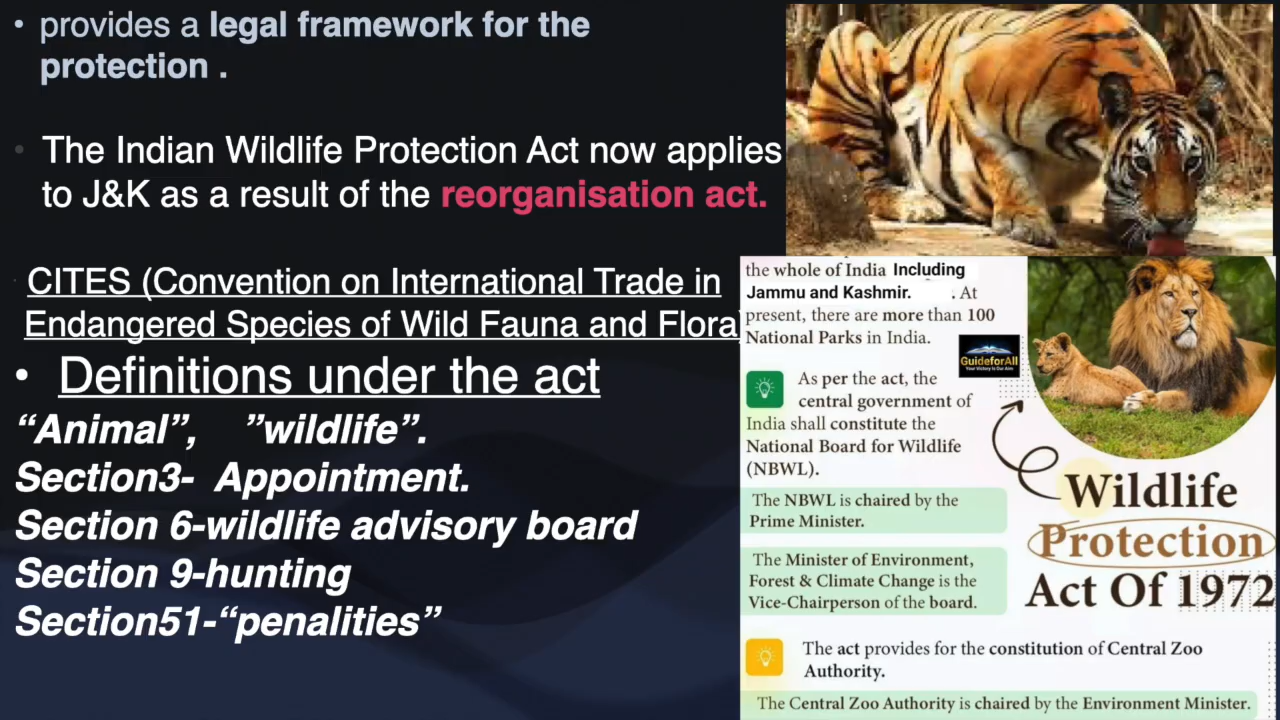 • provides a legal framework for the
protection .
• The Indian Wildlife Protection Act now applies
to J&K as a result of the reorganisation act.
CITES (Convention on International Trade in
Endangered Species of Wild Fauna and Flora)
• Definitions under the act
“Animal”, ”wildlife”.
Section3- Appointment.
Section 6-wildlife advisory board
Section 9-hunting
Section51-“penalities”
the whole of India Including
Jammu and Kashmir. . At
present, there are more than 100
National Parks in India.
GuideforAll
Your Victory Is Our Aim
As per the act, the
central government of
India shall constitute the
National Board for Wildlife
(NBWL).
The NBWL is chaired by the
Prime Minister.
The Minister of Environment,
Forest & Climate Change is the
Vice-Chairperson of the board.
Wildlife
Protection
Act Of 1972
The act provides for the constitution of Central Zoo
Authority.
The Central Zoo Authority is chaired by the Environment Minister.